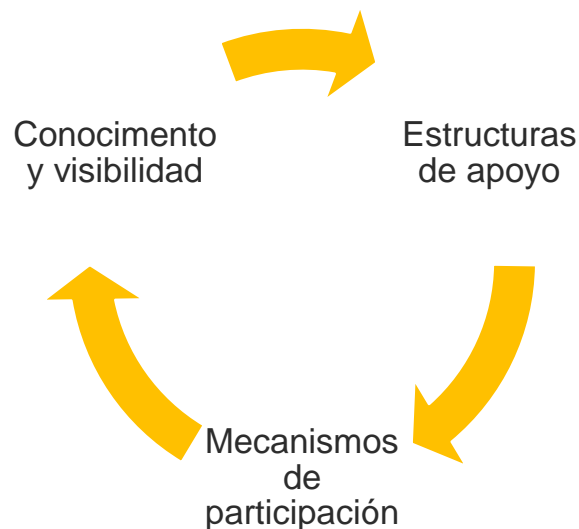 Conocimento
y visibilidad
Estructuras
de apoyo
Mecanismos
de
participación